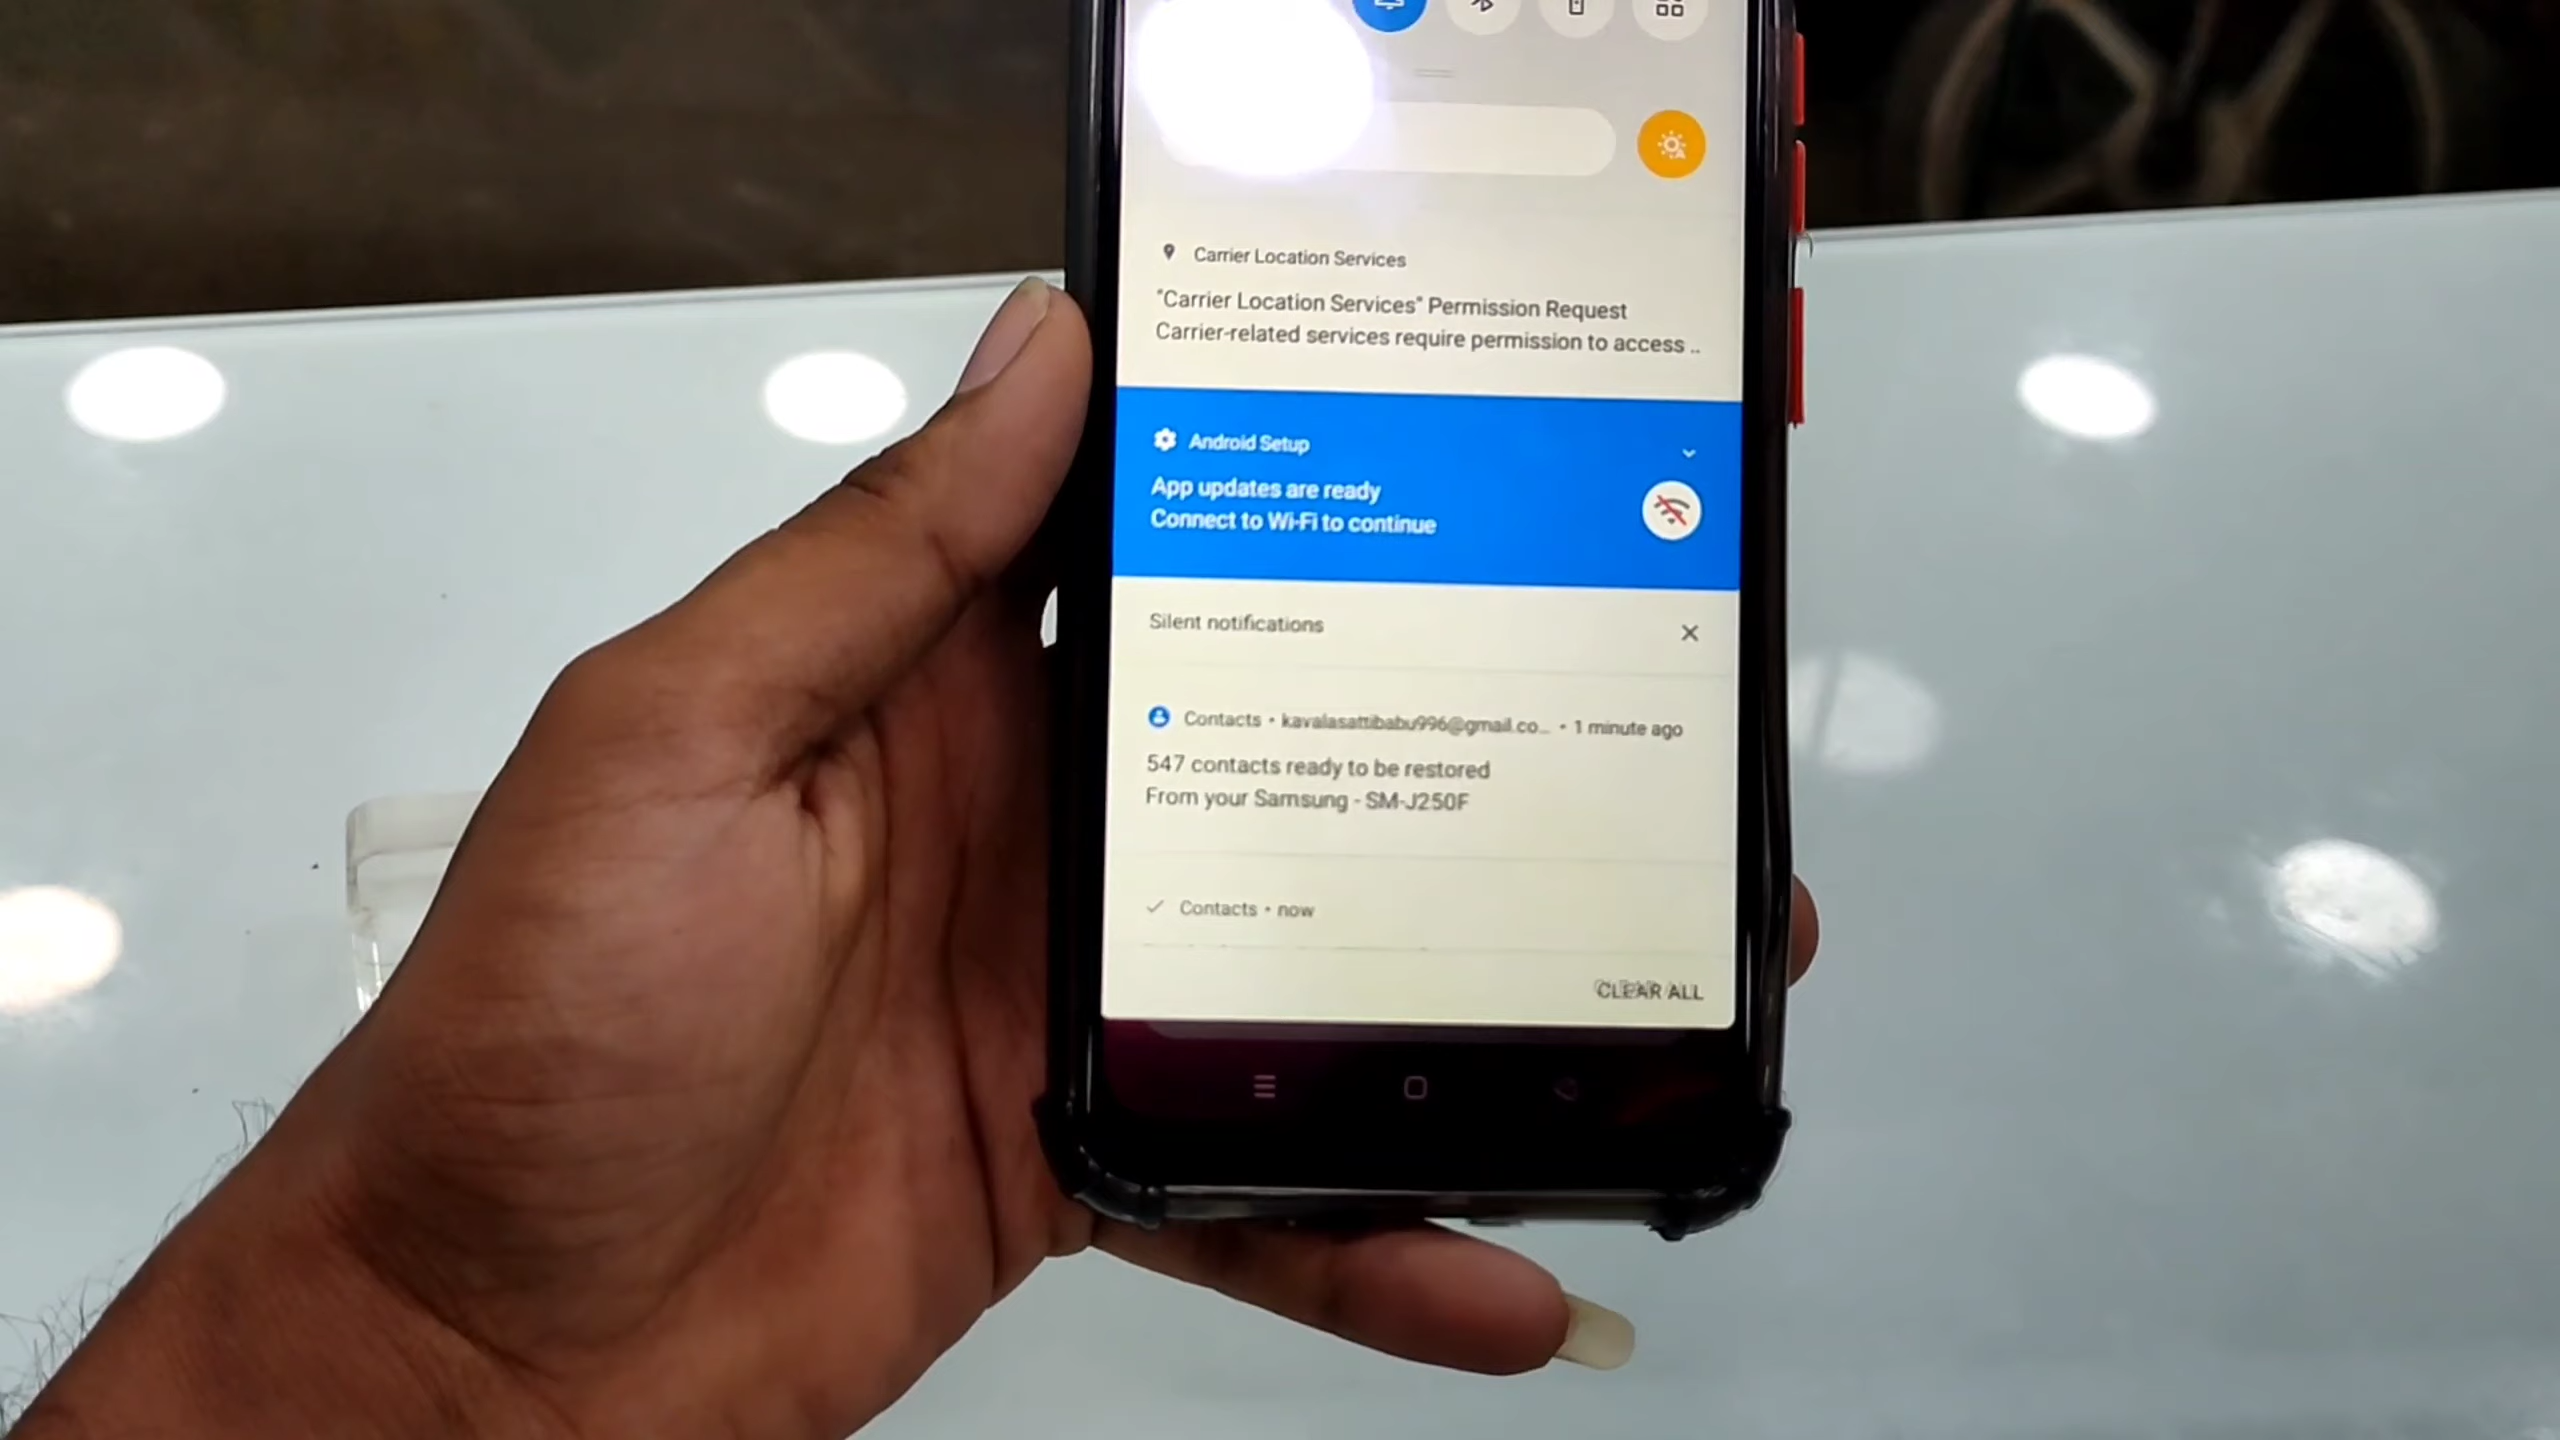 Carrier Location Services
"Carrier Location Services" Permission Request
Carrier-related services require permission to access ..
Android Setup
App updates are ready
Connect to Wi-Fi to continue
Silent notifications
Contacts • kavalasattibabu996@gmail.co... • 1 minute ago
547 contacts ready to be restored
From your Samsung - SM-J250F
Contacts • now
CLEAR ALL